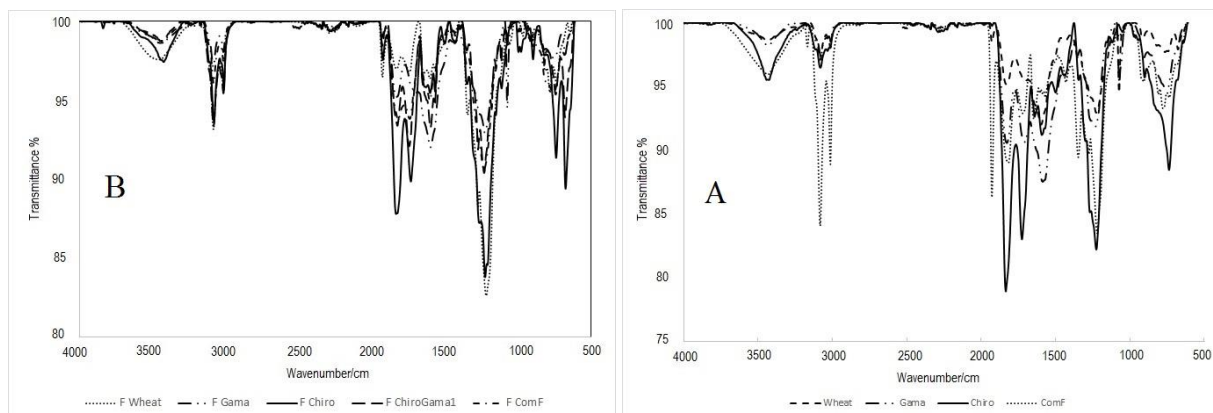 100
95
90
85
80
Transmittance %
B
4000 3500 3000 2500 2000 1500 1000 500
Wavenumber/cm
F Wheat F Gama F Chiro F ChiroGama1 F ComF
100
95
90
85
80
75
Transmittance %
A
4000 3500 3000 2500 2000 1500 1000 500
Wavenumber/cm
Wheat Gama Chiro ComF